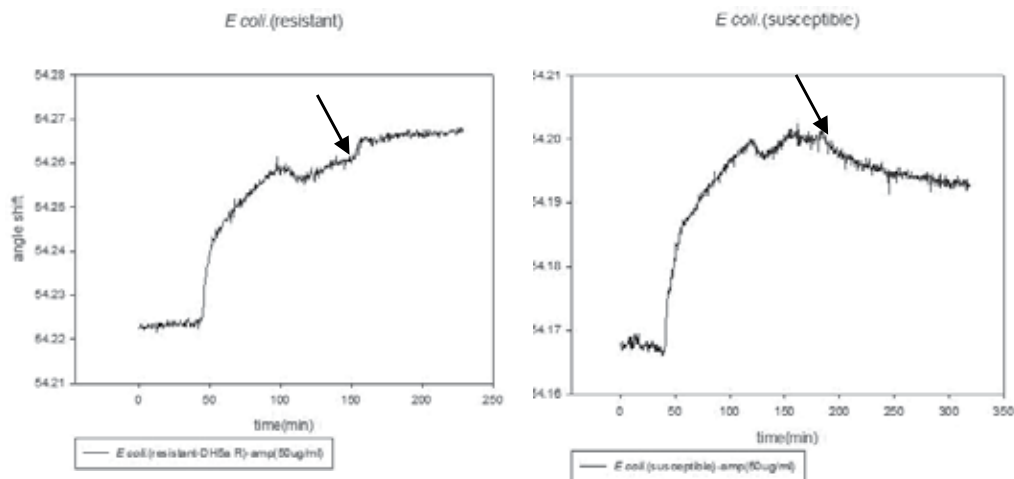 E coli.(resistant)
E coli.(susceptible)
54.28
54.27
54.26
54.25
54.24
54.23
54.22
54.21
angle shift
0 50 100 150 200 250
time(min)
E coli.(resistant-DH5a R)-amp(50ug/ml)
54.21
54.20
54.19
54.18
54.17
54.16
0 50 100 150 200 250 300 350
time(min)
E coli.(susceptible)-amp(50ug/ml)